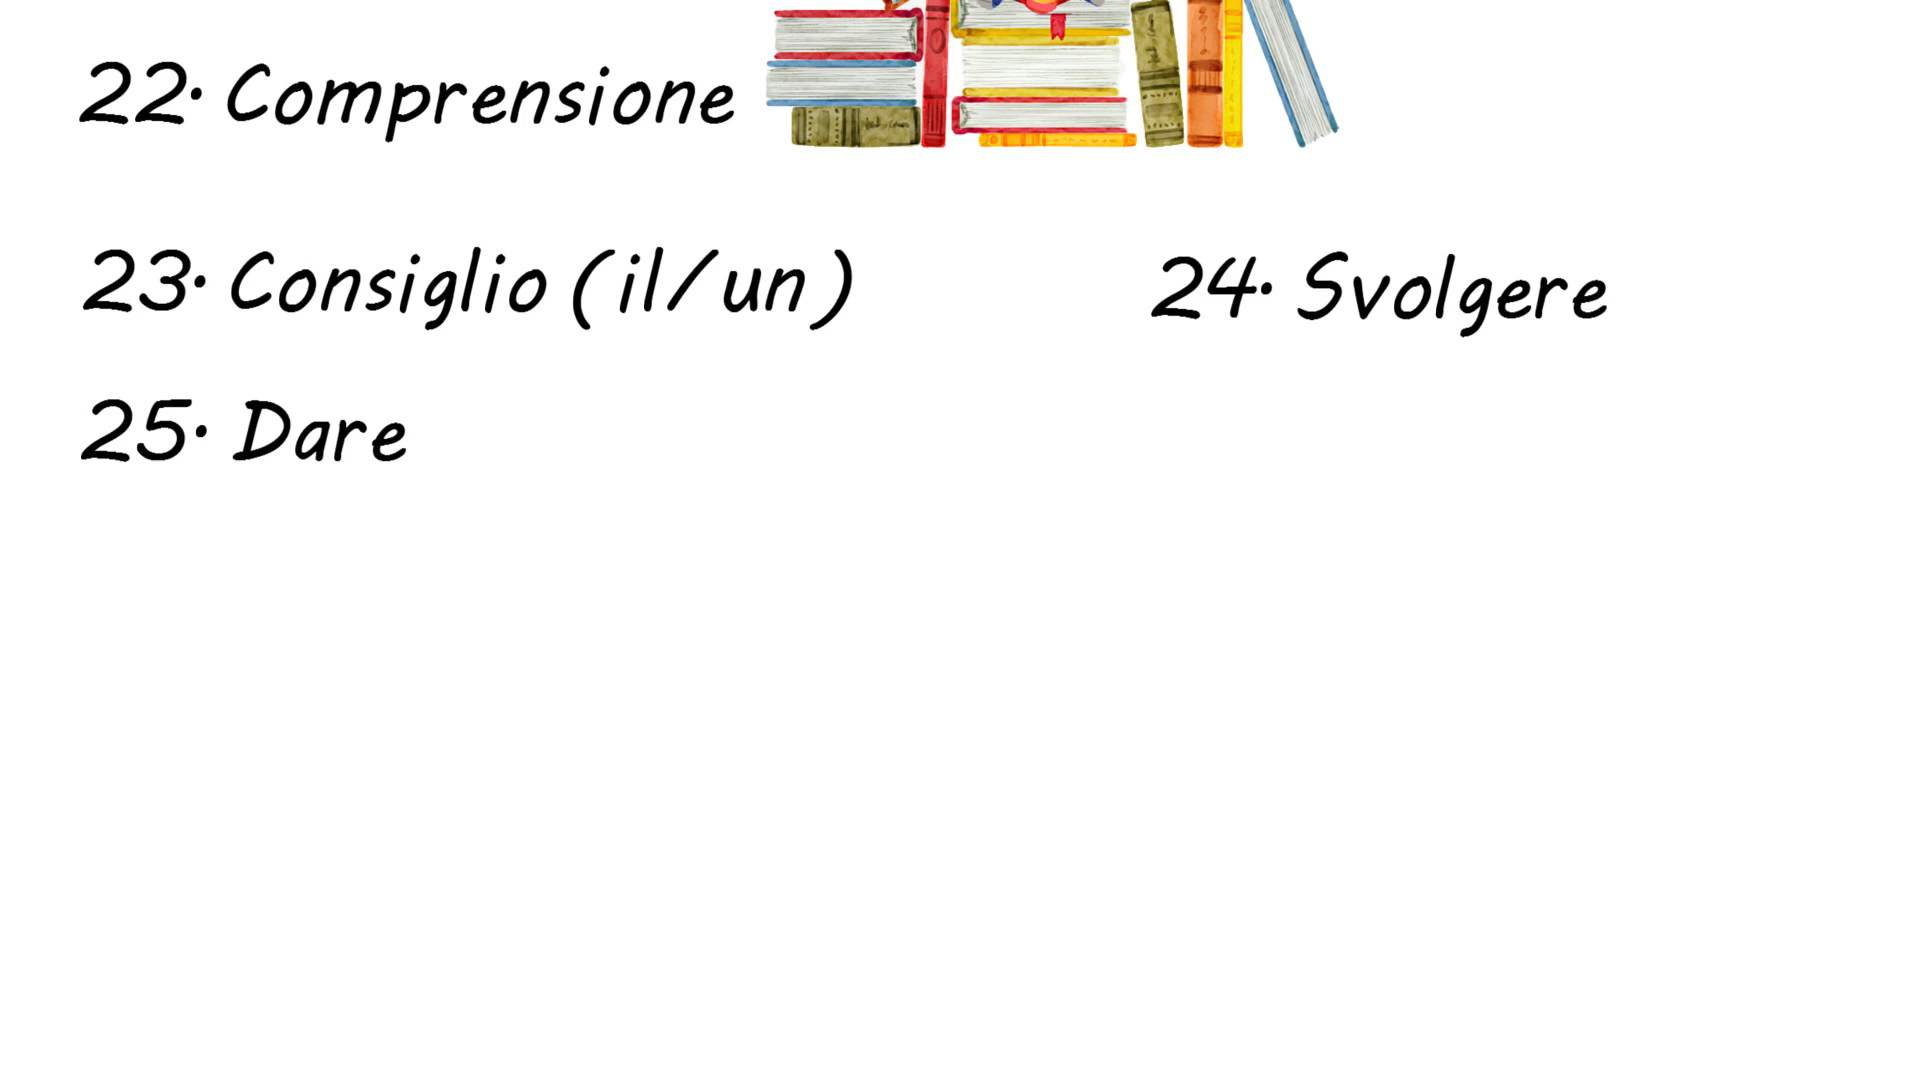 22. Comprensione
23. Consiglio (il/un)
24. Svolgere
25. Dare